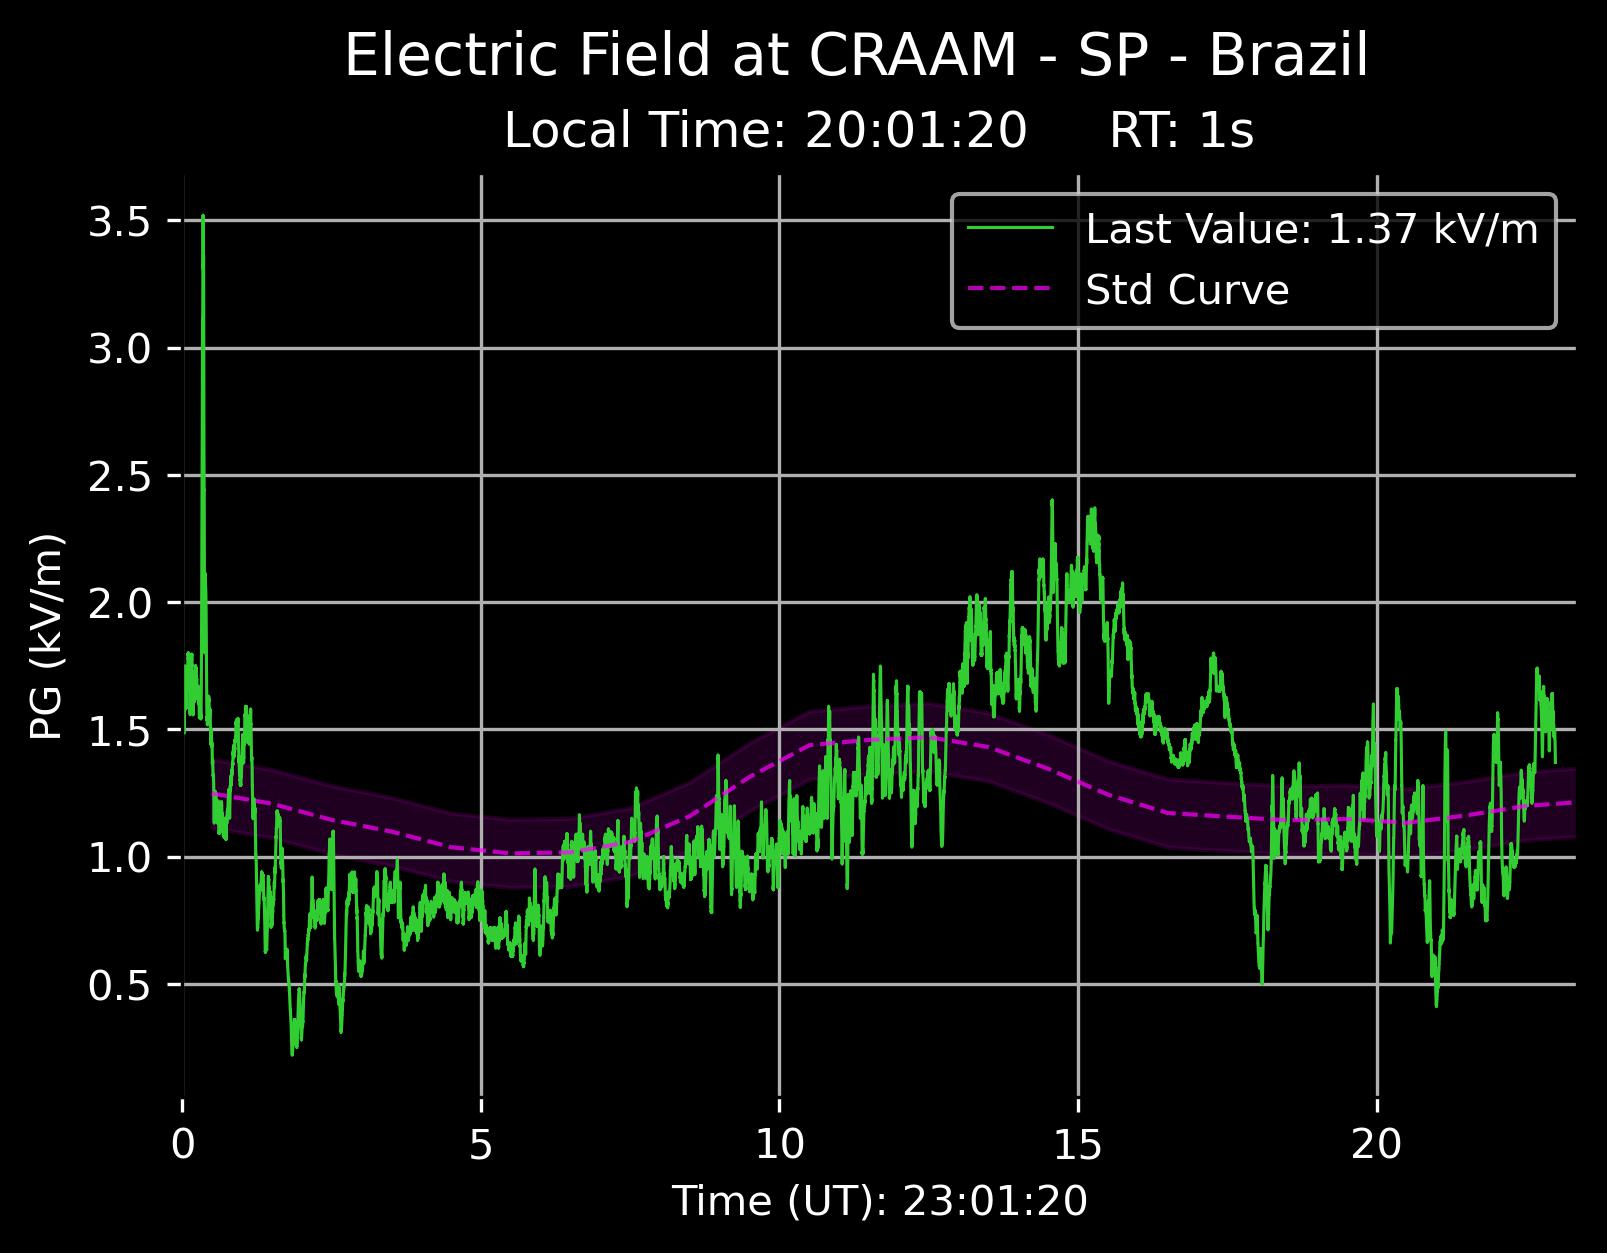 Electric Field at CRAAM - SP - Brazil
Local Time: 20:01:20 RT: 1s
Last Value: 1.37 kV/m
Std Curve
PG (kV/m)
3.5
3.0
2.5
2.0
1.5
1.0
0.5
0 5 10 15 20
Time (UT): 23:01:20